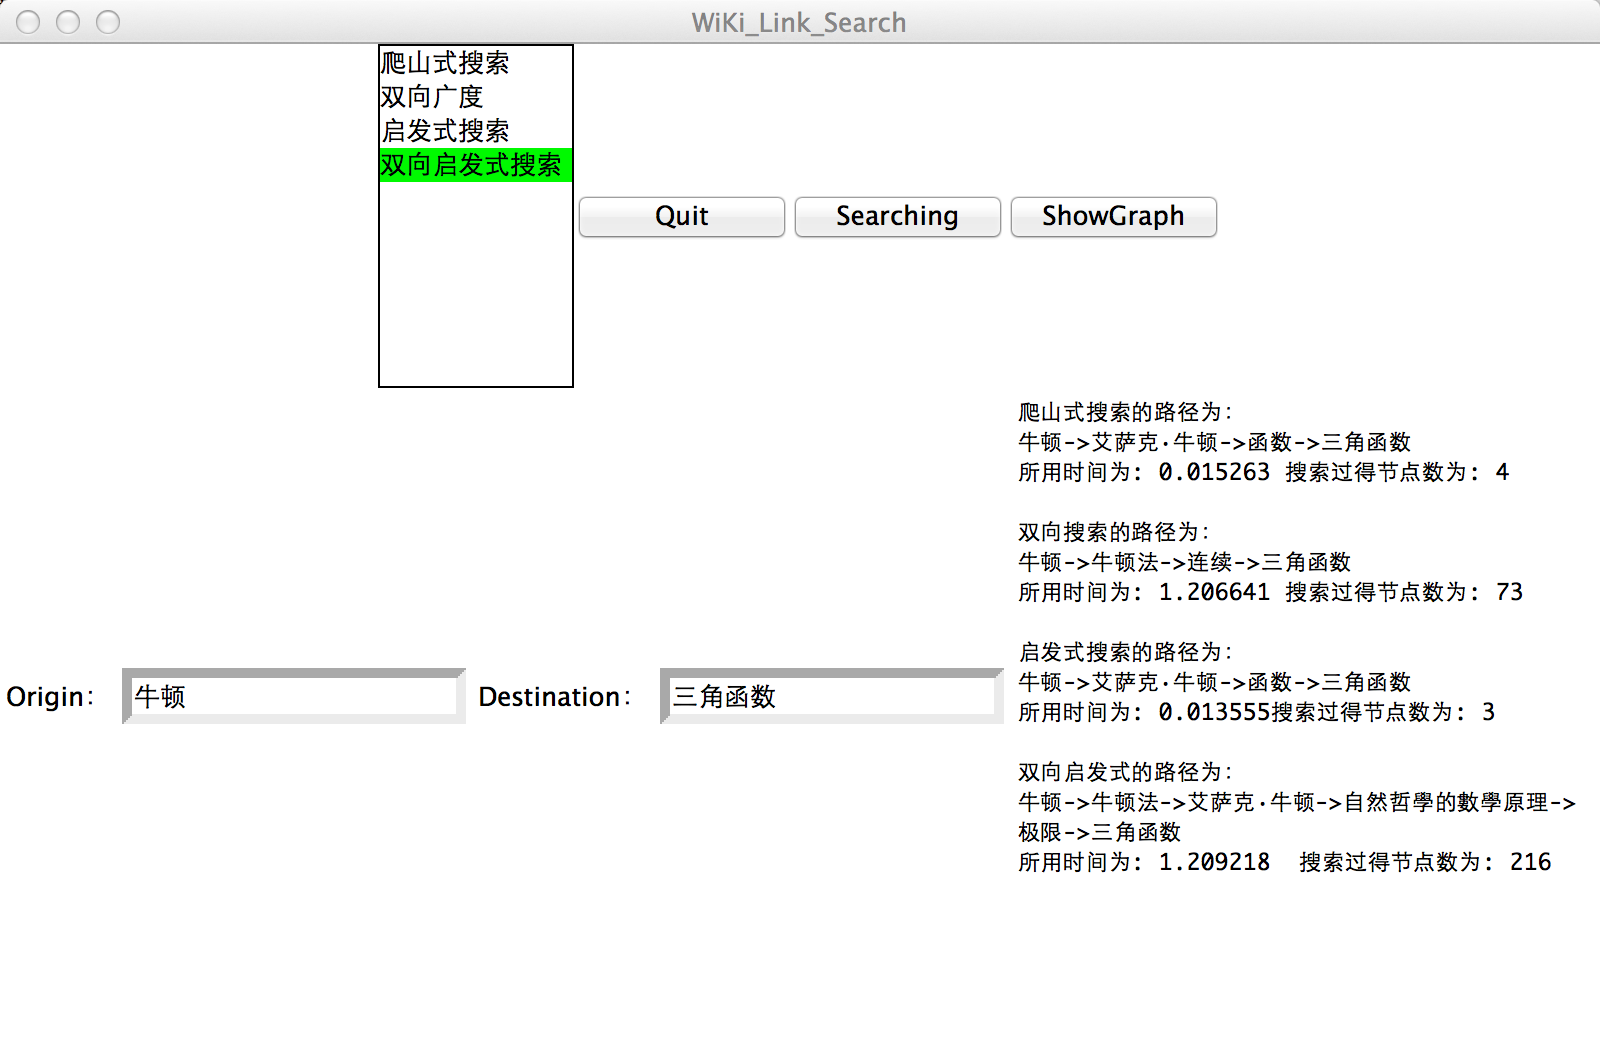 WiKi_Link_Search
爬山式搜索
双向广度
启发式搜索
双向启发式搜索
Quit
Searching
ShowGraph
爬山式搜索的路径为:
牛顿->艾萨克·牛顿->函数->三角函数
所用时间为: 0.015263 搜索过得节点数为: 4
双向搜索的路径为:
牛顿->牛顿法->连续->三角函数
所用时间为: 1.206641 搜索过得节点数为: 73
启发式搜索的路径为:
牛顿->艾萨克·牛顿->函数->三角函数
所用时间为: 0.013555搜索过得节点数为: 3
双向启发式的路径为:
牛顿->牛顿法->艾萨克·牛顿->自然哲學的數學原理->
极限->三角函数
所用时间为: 1.209218  搜索过得节点数为: 216
Origin:
牛顿
Destination:
三角函数